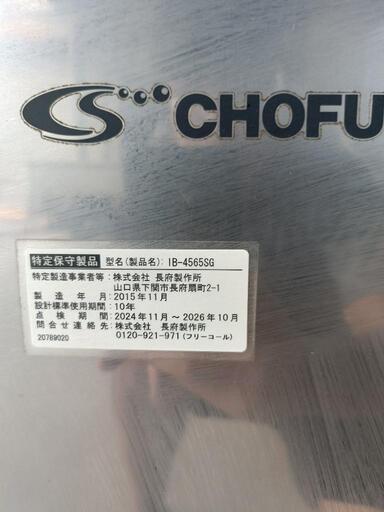 CHOFU
特定保守製品 型名(製品名): IB-4565SG
特定製造事業者等: 株式会社 長府製作所
山口県下関市長府扇町2-1
製造年月: 2015年11月
設計標準使用期間: 10年
点検期間: 2024年11月 ～ 2026年10月
問合せ連絡先: 株式会社 長府製作所
20789020 0120-921-971 (フリーコール)